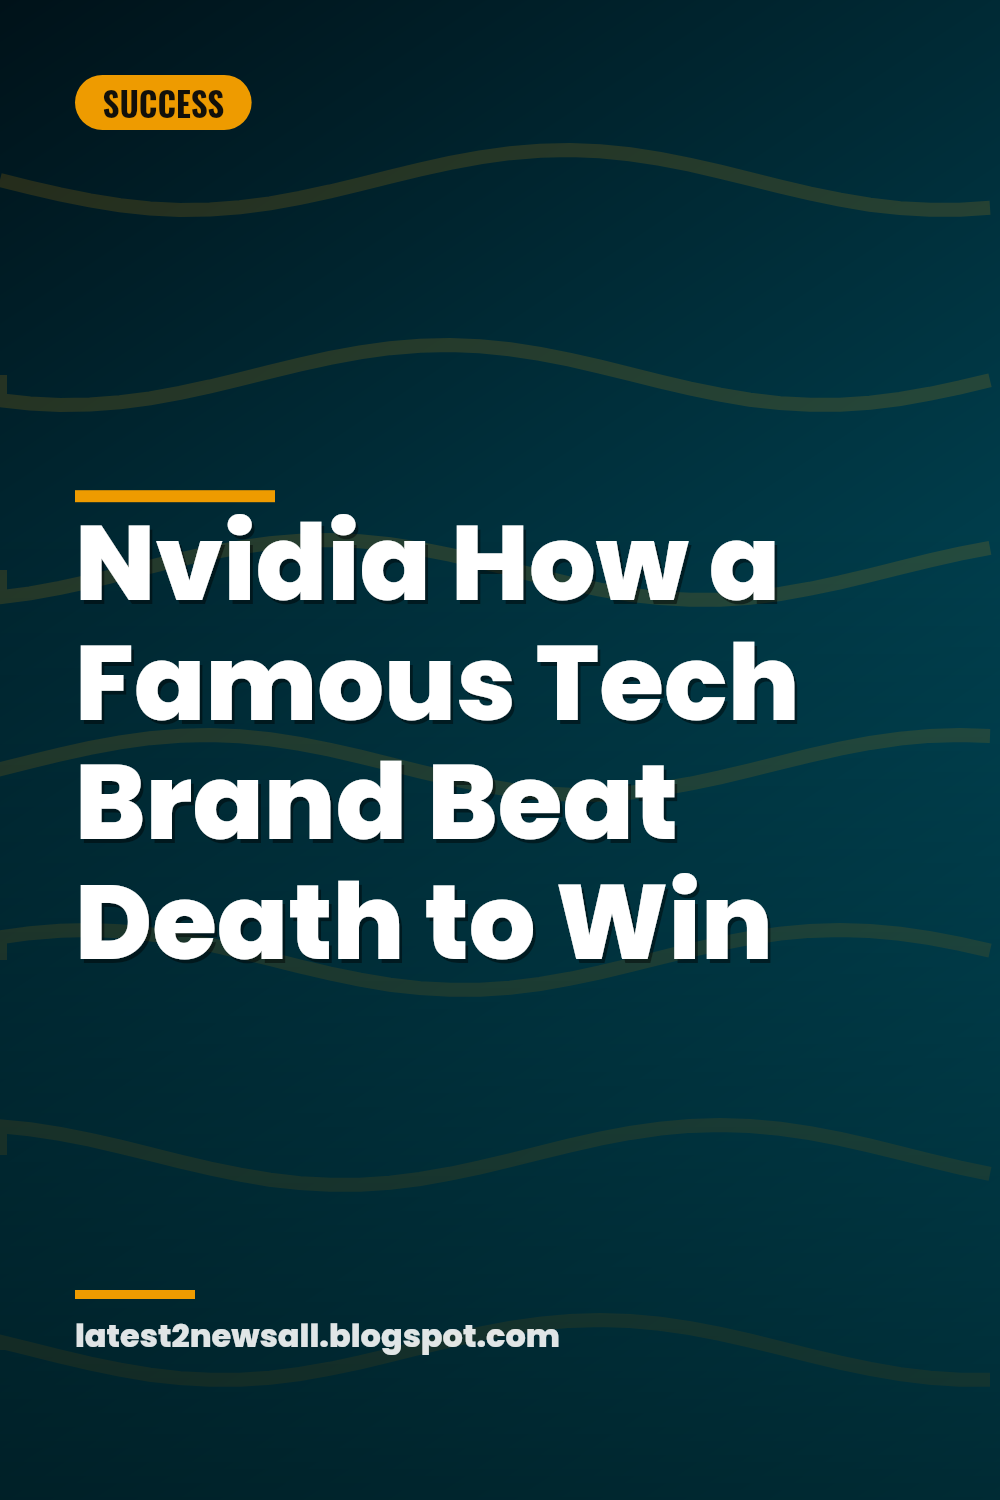 SUCCESS
Nvidia How a
Famous Tech
Brand Beat
Death to Win
latest2newsall.blogspot.com